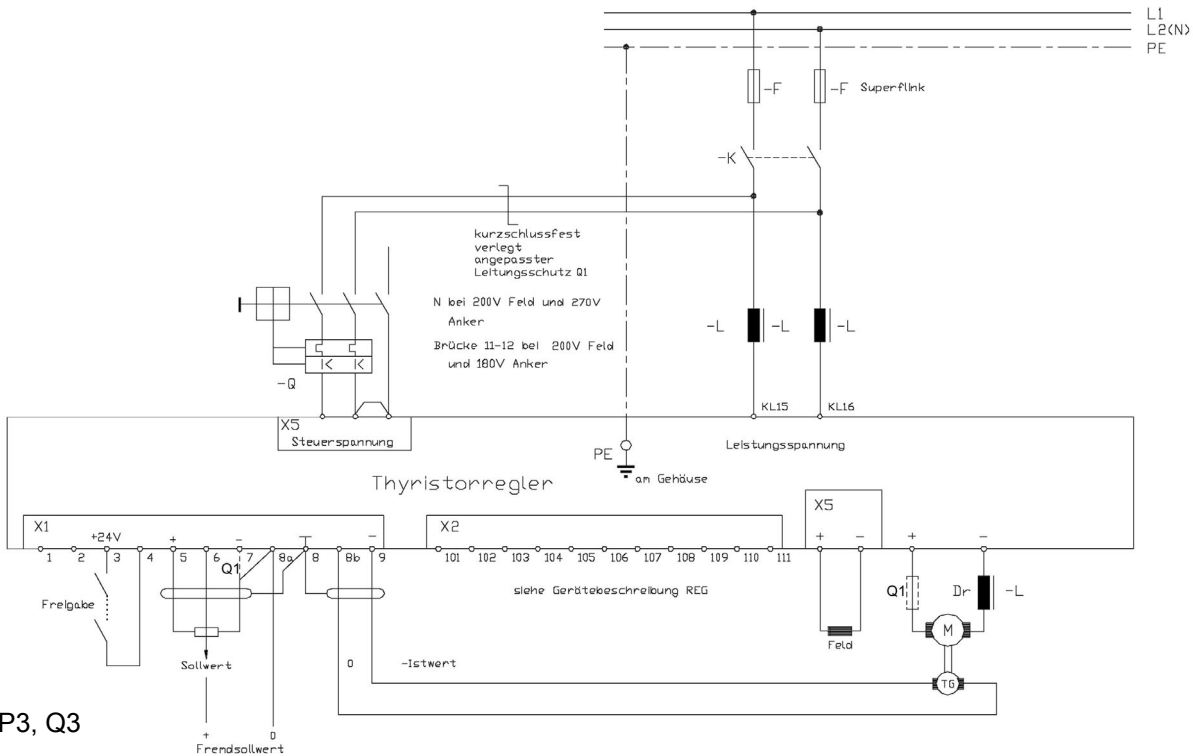 L1
L2(N)
PE
-F
-F Superflink
-K
kurzschlussfest
verlegt
angepasster
Leitungsschutz Q1
N bei 200V Feld und 270V
Anker
Brücke 11-12 bei 200V Feld
und 180V Anker
-L
-L
-L
-Q
KL15
KL16
X5
Steuerspannung
Leistungsspannung
PE
am Gehäuse
Thyristorregler
X1
+24V
+
-
-
X2
X5
+
-
+
-
1 2 3 4 5 6 7 8a 8 8b 9
101 102 103 104 105 106 107 108 109 110 111
Q1
Freigabe
siehe Gerätebeschreibung REG
Q1
Dr
-L
M
Feld
Sollwert
0
-Istwert
TG
P3, Q3
+
0
Frendsollwert